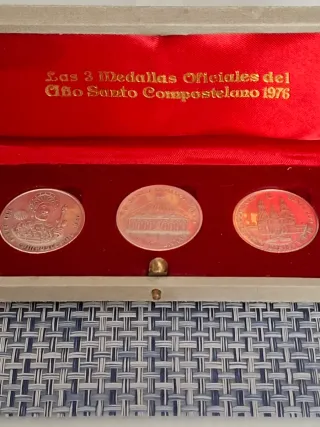 Las 3 Medallas Oficiales del
Año Santo Compostelano 1976